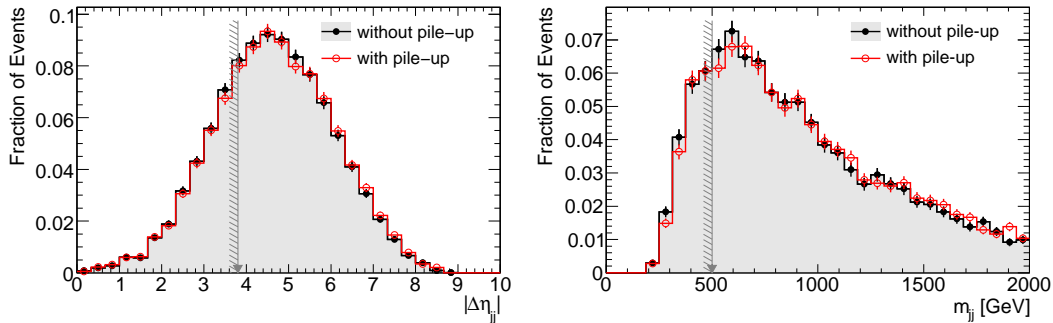 Fraction of Events
0.1
0.08
0.06
0.04
0.02
0
without pile-up
with pile-up
0 1 2 3 4 5 6 7 8 9 10
|Δη_jj|
Fraction of Events
0.07
0.06
0.05
0.04
0.03
0.02
0.01
0
without pile-up
with pile-up
0 500 1000 1500 2000
m_jj [GeV]